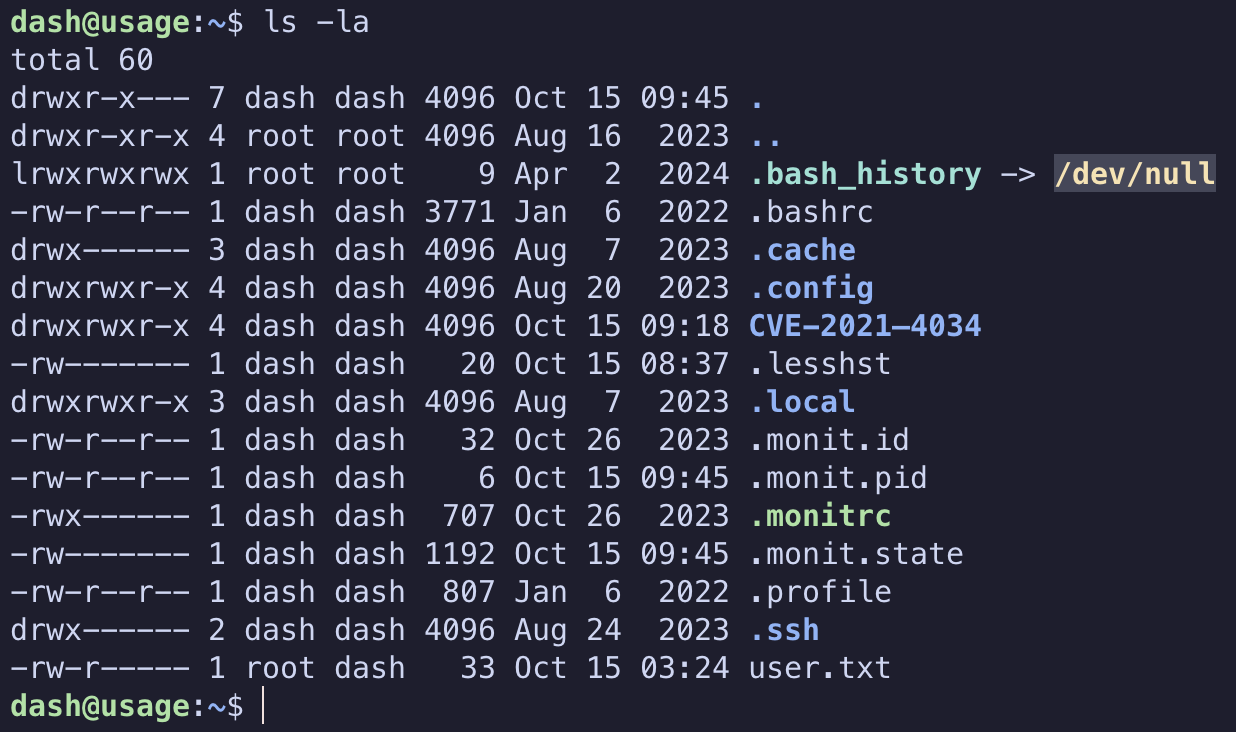 dash@usage:~$ ls -la
total 60
drwxr-x--- 7 dash dash 4096 Oct 15 09:45 .
drwxr-xr-x 4 root root 4096 Aug 16  2023 ..
lrwxrwxrwx 1 root root    9 Apr  2  2024 .bash_history -> /dev/null
-rw-r--r-- 1 dash dash 3771 Jan  6  2022 .bashrc
drwx------ 3 dash dash 4096 Aug  7  2023 .cache
drwxrwxr-x 4 dash dash 4096 Aug 20  2023 .config
drwxrwxr-x 4 dash dash 4096 Oct 15 09:18 CVE-2021-4034
-rw------- 1 dash dash   20 Oct 15 08:37 .lesshst
drwxrwxr-x 3 dash dash 4096 Aug  7  2023 .local
-rw-r--r-- 1 dash dash   32 Oct 26  2023 .monit.id
-rw-r--r-- 1 dash dash    6 Oct 15 09:45 .monit.pid
-rwx------ 1 dash dash  707 Oct 26  2023 .monitrc
-rw------- 1 dash dash 1192 Oct 15 09:45 .monit.state
-rw-r--r-- 1 dash dash  807 Jan  6  2022 .profile
drwx------ 2 dash dash 4096 Aug 24  2023 .ssh
-rw-r----- 1 root dash   33 Oct 15 03:24 user.txt
dash@usage:~$